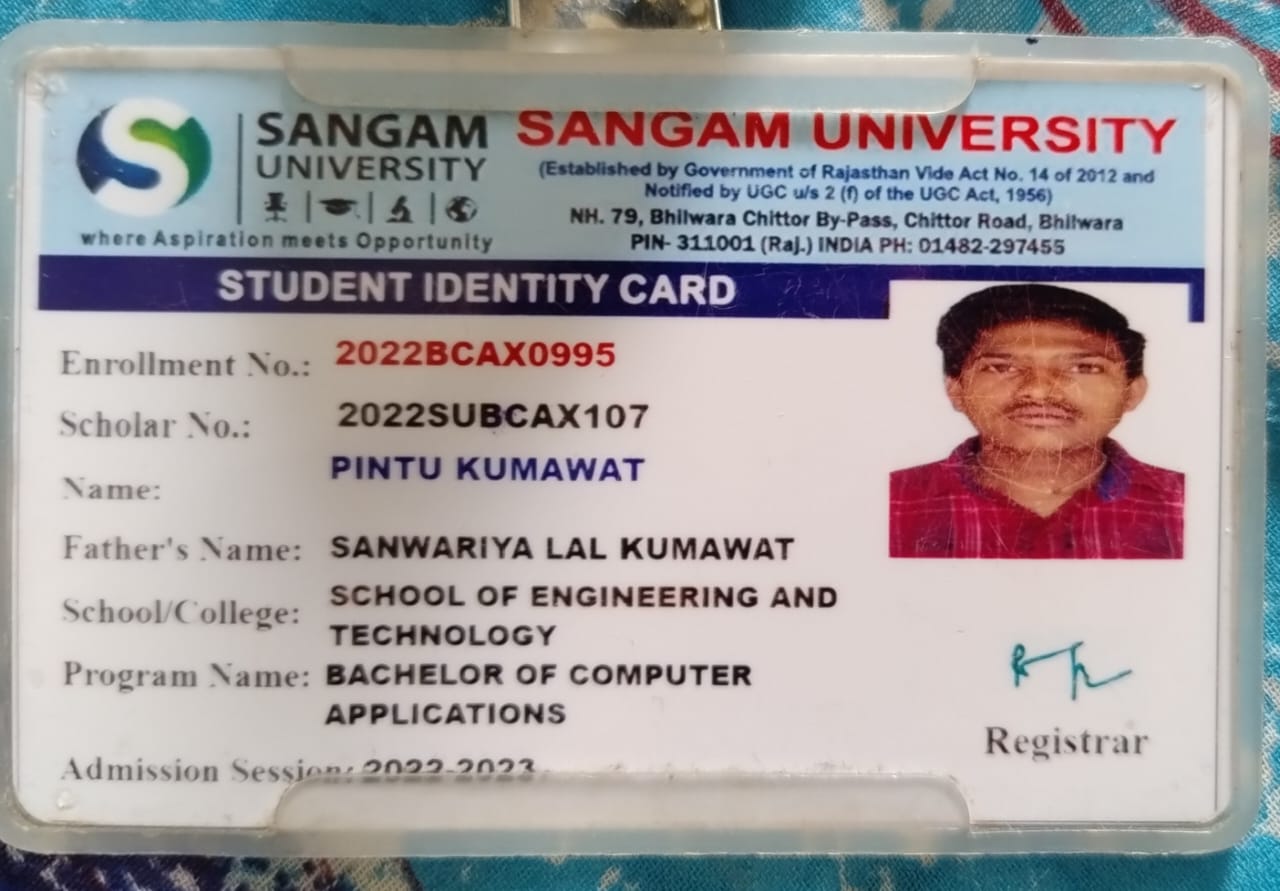 SANGAM
UNIVERSITY
where Aspiration meets Opportunity
SANGAM UNIVERSITY
(Established by Government of Rajasthan Vide Act No. 14 of 2012 and
Notified by UGC u/s 2 (f) of the UGC Act, 1956)
NH. 79, Bhilwara Chittor By-Pass, Chittor Road, Bhilwara
PIN- 311001 (Raj.) INDIA PH: 01482-297455
STUDENT IDENTITY CARD
Enrollment No.: 2022BCAX0995
Scholar No.: 2022SUBCAX107
Name: PINTU KUMAWAT
Father's Name: SANWARIYA LAL KUMAWAT
School/College: SCHOOL OF ENGINEERING AND
TECHNOLOGY
Program Name: BACHELOR OF COMPUTER
APPLICATIONS
Admission Session: 2022-2023
Registrar